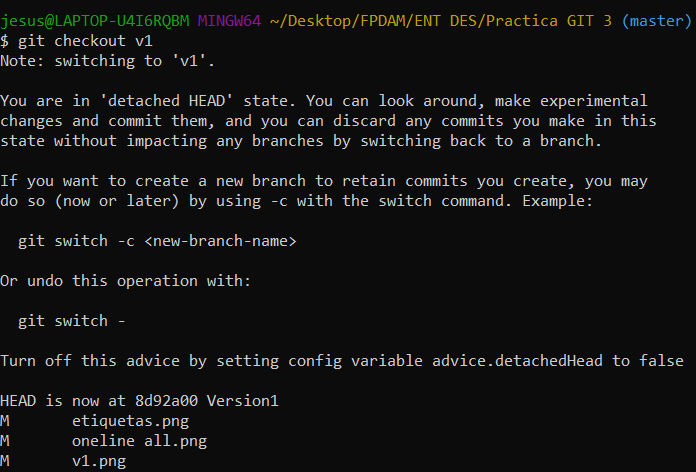 jesus@LAPTOP-U4I6RQBM MINGW64 ~/Desktop/FPDAM/ENT DES/Practica GIT 3 (master)
$ git checkout v1
Note: switching to 'v1'.

You are in 'detached HEAD' state. You can look around, make experimental
changes and commit them, and you can discard any commits you make in this
state without impacting any branches by switching back to a branch.

If you want to create a new branch to retain commits you create, you may
do so (now or later) by using -c with the switch command. Example:

  git switch -c <new-branch-name>

Or undo this operation with:

  git switch -

Turn off this advice by setting config variable advice.detachedHead to false

HEAD is now at 8d92a00 Version1
M       etiquetas.png
M       oneline all.png
M       v1.png